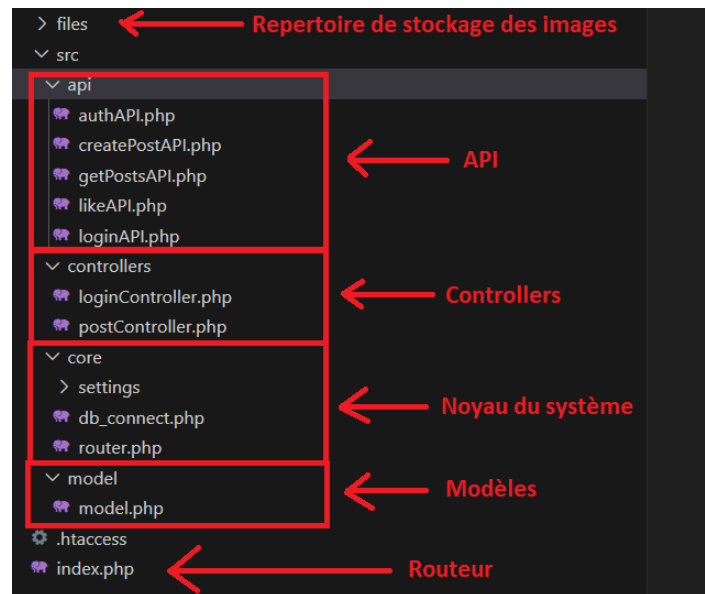 files Repertoire de stockage des images
src
api
authAPI.php
createPostAPI.php
getPostsAPI.php API
likeAPI.php
loginAPI.php
controllers
loginController.php Controllers
postController.php
core
settings
db_connect.php Noyau du système
router.php
model
model.php Modèles
.htaccess
index.php Routeur